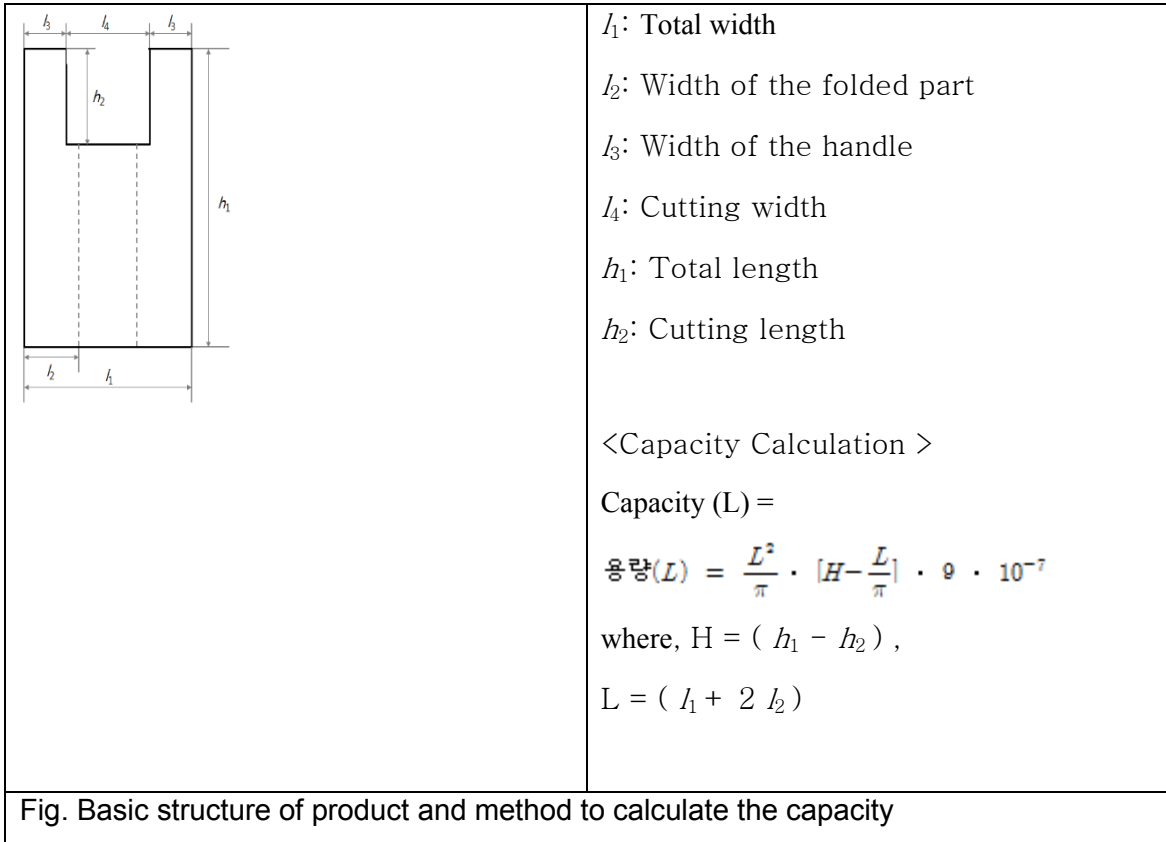 l3 l4 l3
h2
h1
l2 l1
l1: Total width
l2: Width of the folded part
l3: Width of the handle
l4: Cutting width
h1: Total length
h2: Cutting length
<Capacity Calculation >
Capacity (L) =
용량(L) = L²/π · [H−L/π] · 9 · 10⁻⁷
where, H = ( h1 − h2 ) ,
L = ( l1 + 2 l2 )
Fig. Basic structure of product and method to calculate the capacity